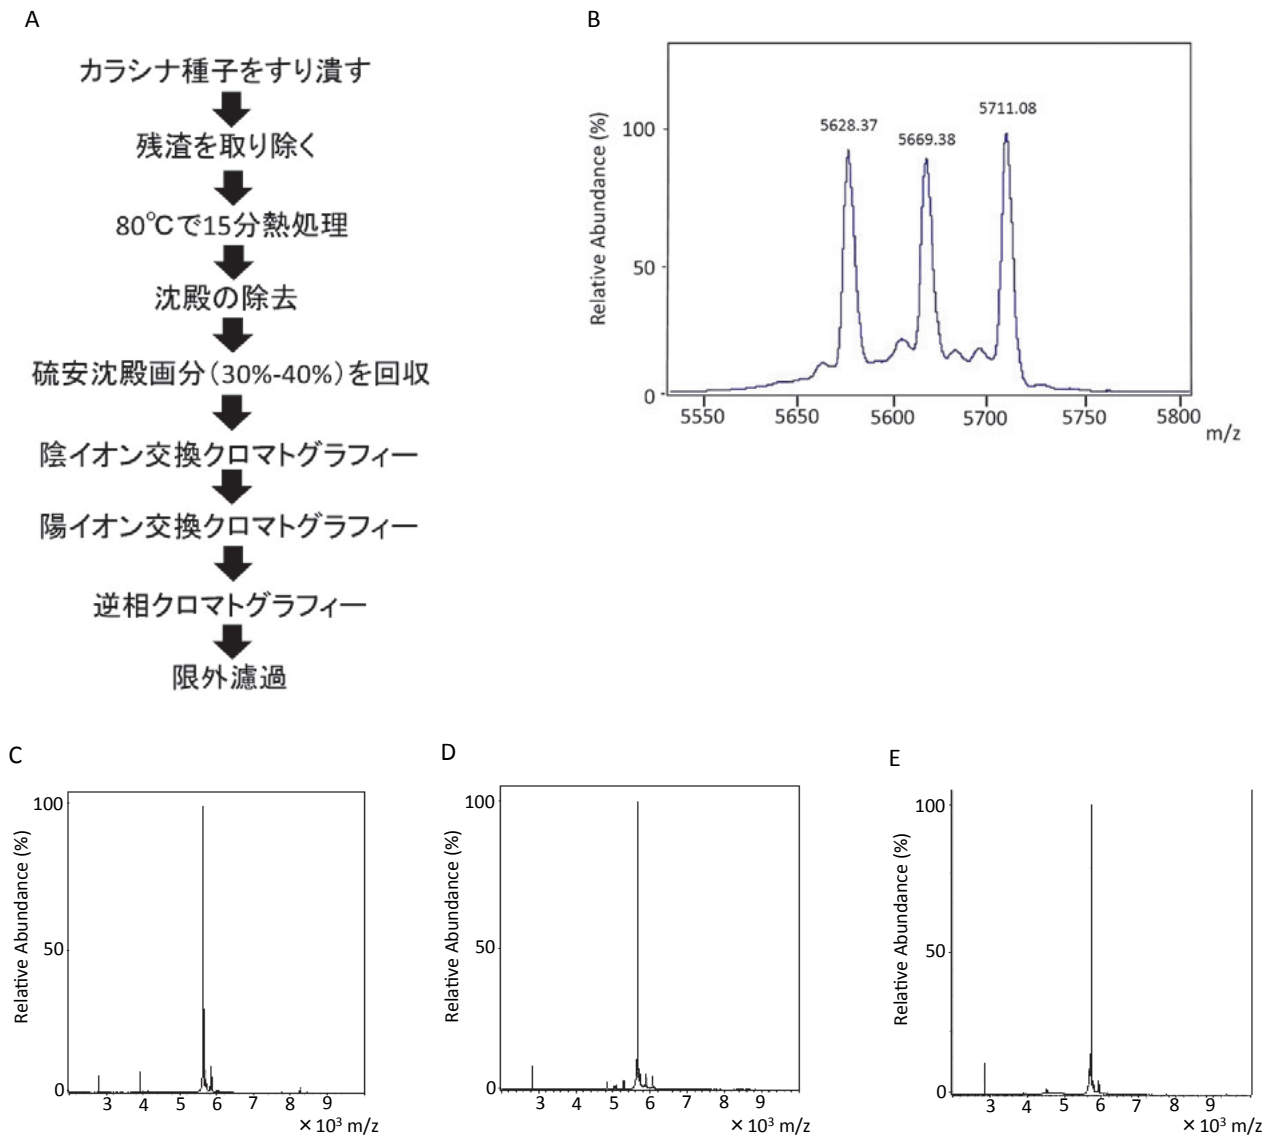 A
カラシナ種子をすり潰す
残渣を取り除く
80℃で15分熱処理
沈殿の除去
硫安沈殿画分(30%-40%)を回収
陰イオン交換クロマトグラフィー
陽イオン交換クロマトグラフィー
逆相クロマトグラフィー
限外濾過
B
Relative Abundance (%)
100
50
0
5628.37
5669.38
5711.08
5550 5650 5600 5700 5750 5800
m/z
C
Relative Abundance (%)
100
50
0
3 4 5 6 7 8 9
× 10³ m/z
D
Relative Abundance (%)
100
50
0
3 4 5 6 7 8 9
× 10³ m/z
E
Relative Abundance (%)
100
50
0
3 4 5 6 7 8 9
× 10³ m/z